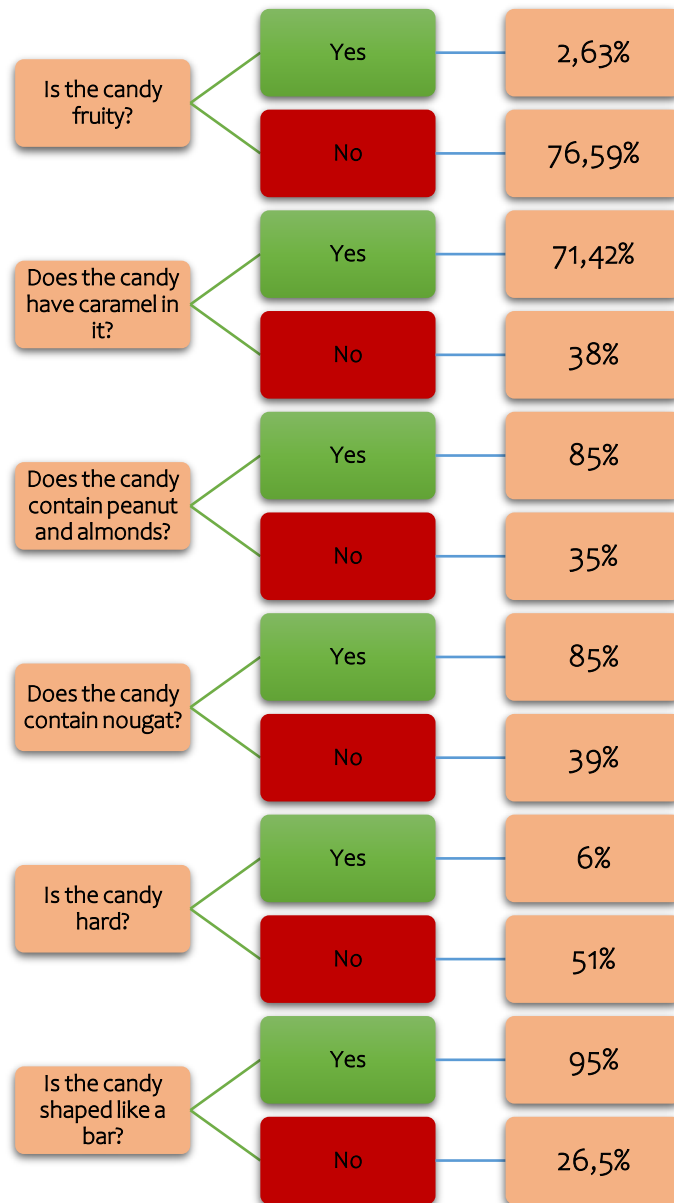 Is the candy
fruity?
Yes
2,63%
No
76,59%
Does the candy
have caramel in
it?
Yes
71,42%
No
38%
Does the candy
contain peanut
and almonds?
Yes
85%
No
35%
Does the candy
contain nougat?
Yes
85%
No
39%
Is the candy
hard?
Yes
6%
No
51%
Is the candy
shaped like a
bar?
Yes
95%
No
26,5%